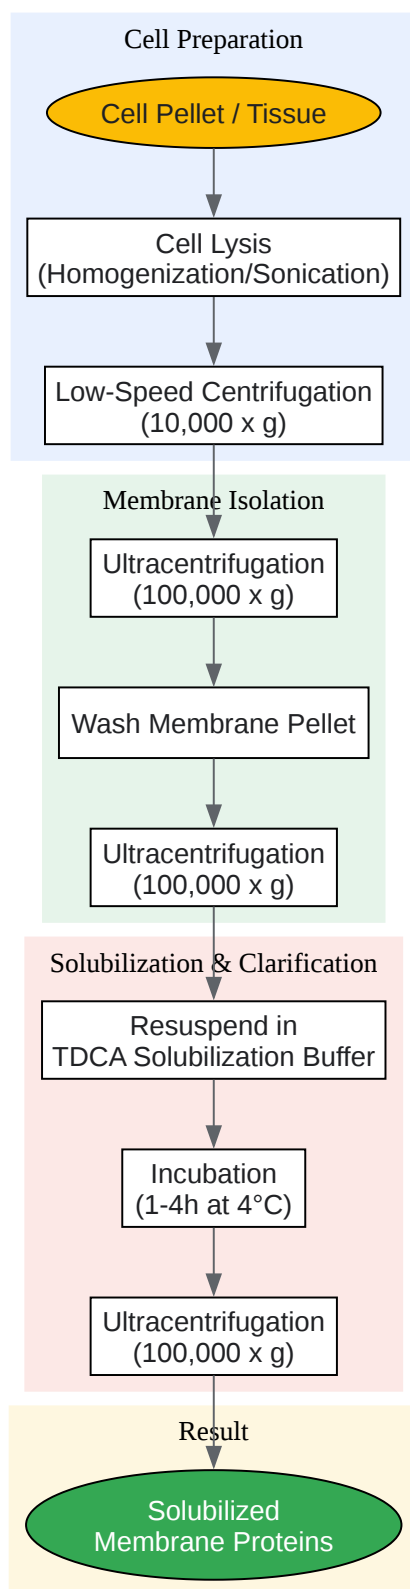 Cell Preparation
Cell Pellet / Tissue
Cell Lysis
(Homogenization/Sonication)
Low-Speed Centrifugation
(10,000 x g)
Membrane Isolation
Ultracentrifugation
(100,000 x g)
Wash Membrane Pellet
Ultracentrifugation
(100,000 x g)
Solubilization & Clarification
Resuspend in
TDCA Solubilization Buffer
Incubation
(1-4h at 4°C)
Ultracentrifugation
(100,000 x g)
Result
Solubilized
Membrane Proteins